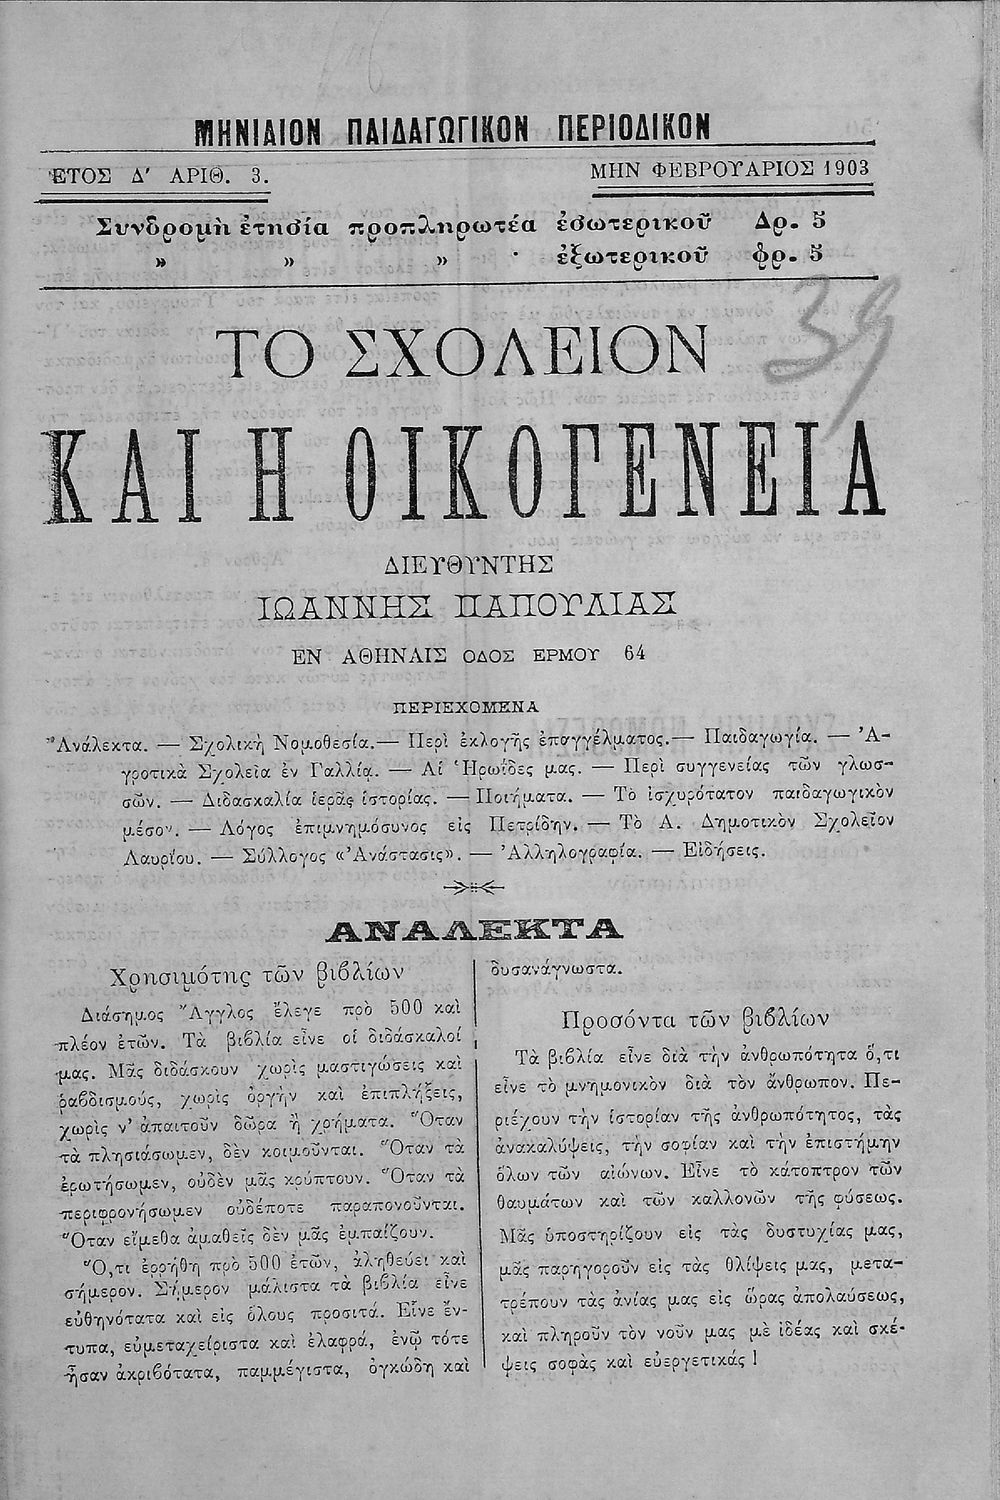 ΜΗΝΙΑΙΟΝ ΠΑΙΔΑΓΩΓΙΚΟΝ ΠΕΡΙΟΔΙΚΟΝ
ΕΤΟΣ Δ' ΑΡΙΘ. 3.
ΜΗΝ ΦΕΒΡΟΥΑΡΙΟΣ 1903
Συνδρομὴ ἐτησία προπληρωτέα ἐσωτερικοῦ Δρ. 5
» » » · ἐξωτερικοῦ φρ. 5
39
ΤΟ ΣΧΟΛΕΙΟΝ
ΚΑΙ Η ΟΙΚΟΓΕΝΕΙΑ
ΔΙΕΥΘΥΝΤΗΣ
ΙΩΑΝΝΗΣ ΠΑΠΟΥΛΙΑΣ
ΕΝ ΑΘΗΝΑΙΣ ΟΔΟΣ ΕΡΜΟΥ 64
ΠΕΡΙΕΧΟΜΕΝΑ
Ἀνάλεκτα. — Σχολικὴ Νομοθεσία.— Περὶ ἐκλογῆς ἐπαγγέλματος.— Παιδαγωγία. — Ἀ-
γροτικὰ Σχολεῖα ἐν Γαλλίᾳ. — Αἱ Ἡρωΐδες μας. — Περὶ συγγενείας τῶν γλωσ-
σῶν. — Διδασκαλία ἱερᾶς ἱστορίας. — Ποιήματα. — Τὸ ἰσχυρότατον παιδαγωγικὸν
μέσον. — Λόγος ἐπιμνημόσυνος εἰς Πετρίδην. — Τὸ Α. Δημοτικὸν Σχολεῖον
Λαυρίου. — Σύλλογος «Ἀνάστασις». — Ἀλληλογραφία. — Εἰδήσεις.
ΑΝΑΛΕΚΤΑ
Χρησιμότης τῶν βιβλίων
Διάσημος Ἄγγλος ἔλεγε πρὸ 500 καὶ
πλέον ἐτῶν. Τὰ βιβλία εἶνε οἱ διδάσκαλοί
μας. Μᾶς διδάσκουν χωρὶς μαστιγώσεις καὶ
ῥαβδισμούς, χωρὶς ὀργὴν καὶ ἐπιπλήξεις,
χωρὶς ν' ἀπαιτοῦν δῶρα ἢ χρήματα. Ὅταν
τὰ πλησιάσωμεν, δὲν κοιμοῦνται. Ὅταν τὰ
ἐρωτήσωμεν, οὐδὲν μᾶς κρύπτουν. Ὅταν τὰ
περιφρονήσωμεν οὐδέποτε παραπονοῦνται.
Ὅταν εἴμεθα ἀμαθεῖς δὲν μᾶς ἐμπαίζουν.
Ὅ,τι ἐρρήθη πρὸ 500 ἐτῶν, ἀληθεύει καὶ
σήμερον. Σήμερον μάλιστα τὰ βιβλία εἶνε
εὐθηνότατα καὶ εἰς ὅλους προσιτά. Εἶνε ἔν-
τυπα, εὐμεταχείριστα καὶ ἐλαφρά, ἐνῷ τότε
ἦσαν ἀκριβότατα, παμμέγιστα, ὀγκώδη καὶ
δυσανάγνωστα.
Προσόντα τῶν βιβλίων
Τὰ βιβλία εἶνε διὰ τὴν ἀνθρωπότητα ὅ,τι
εἶνε τὸ μνημονικὸν διὰ τὸν ἄνθρωπον. Πε-
ριέχουν τὴν ἱστορίαν τῆς ἀνθρωπότητος, τὰς
ἀνακαλύψεις, τὴν σοφίαν καὶ τὴν ἐπιστήμην
ὅλων τῶν αἰώνων. Εἶνε τὸ κάτοπτρον τῶν
θαυμάτων καὶ τῶν καλλονῶν τῆς φύσεως.
Μᾶς ὑποστηρίζουν εἰς τὰς δυστυχίας μας,
μᾶς παρηγοροῦν εἰς τὰς θλίψεις μας, μετα-
τρέπουν τὰς ἀνίας μας εἰς ὥρας ἀπολαύσεως,
καὶ πληροῦν τὸν νοῦν μας μὲ ἰδέας καὶ σκέ-
ψεις σοφὰς καὶ εὐεργετικάς !